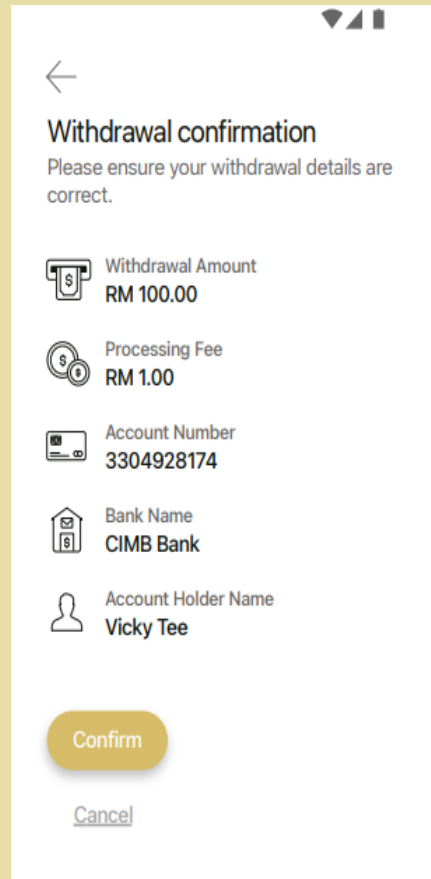 Withdrawal confirmation
Please ensure your withdrawal details are
correct.
Withdrawal Amount
RM 100.00
Processing Fee
RM 1.00
Account Number
3304928174
Bank Name
CIMB Bank
Account Holder Name
Vicky Tee
Confirm
Cancel